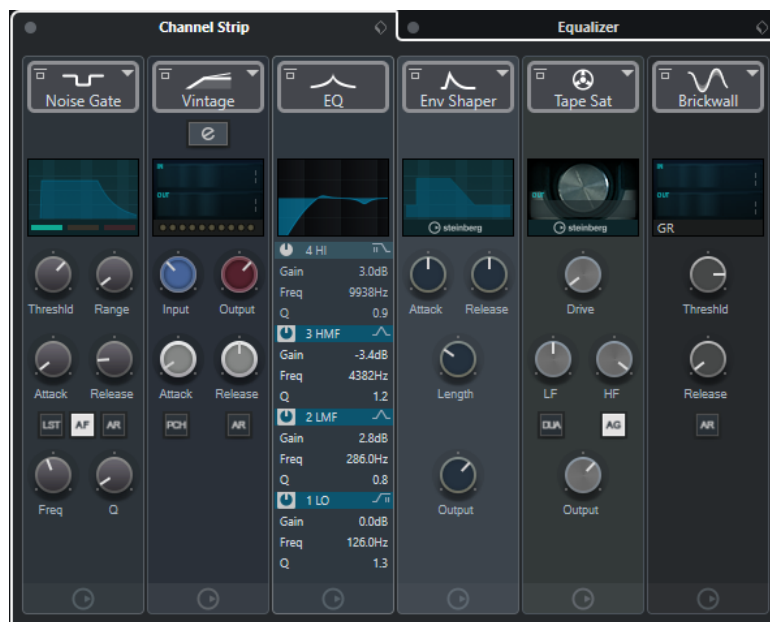 Channel Strip
Equalizer
Noise Gate
Vintage
EQ
Env Shaper
Tape Sat
Brickwall
e
IN
OUT
steinberg
OUT
steinberg
IN
OUT
GR
Threshld Range
Attack Release
LST AF AR
Freq Q
Input Output
Attack Release
PCH AR
4 HI
Gain 3.0dB
Freq 9938Hz
Q 0.9
3 HMF
Gain -3.4dB
Freq 4382Hz
Q 1.2
2 LMF
Gain 2.8dB
Freq 286.0Hz
Q 0.8
1 LO
Gain 0.0dB
Freq 126.0Hz
Q 1.3
Attack Release
Length
Output
Drive
LF HF
DUA AG
Output
Threshld
Release
AR